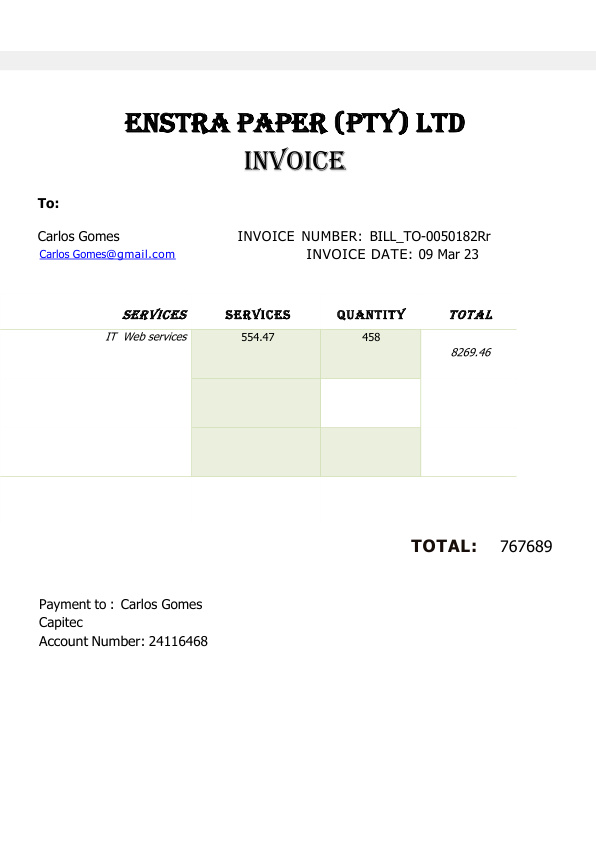 ENSTRA PAPER (PTY) LTD
INVOICE
To:
Carlos Gomes INVOICE NUMBER: BILL_TO-0050182Rr
Carlos Gomes@gmail.com INVOICE DATE: 09 Mar 23
SERVICES SERVICES QUANTITY TOTAL
IT Web services 554.47 458
8269.46
TOTAL: 767689
Payment to : Carlos Gomes
Capitec
Account Number: 24116468